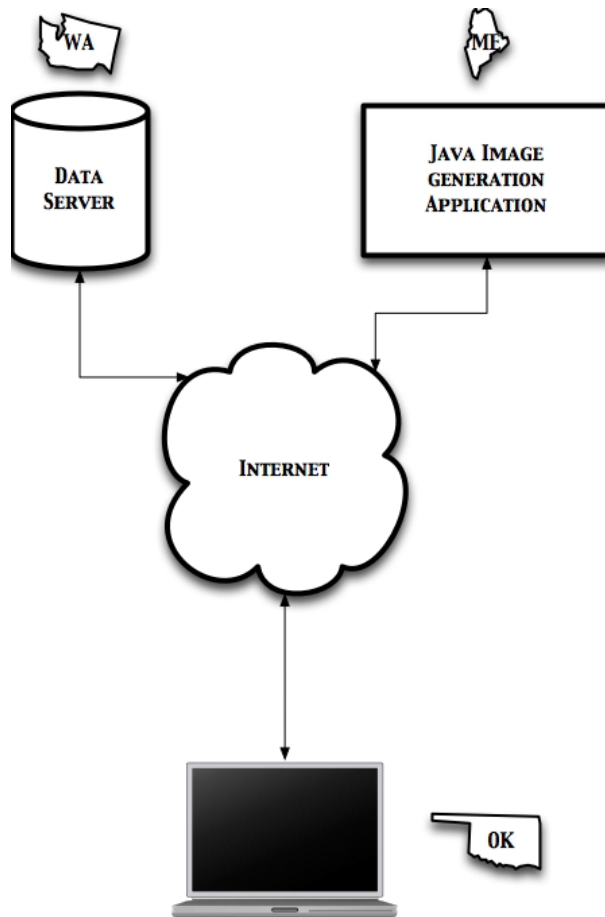 WA
ME
DATA
SERVER
JAVA IMAGE
GENERATION
APPLICATION
INTERNET
OK